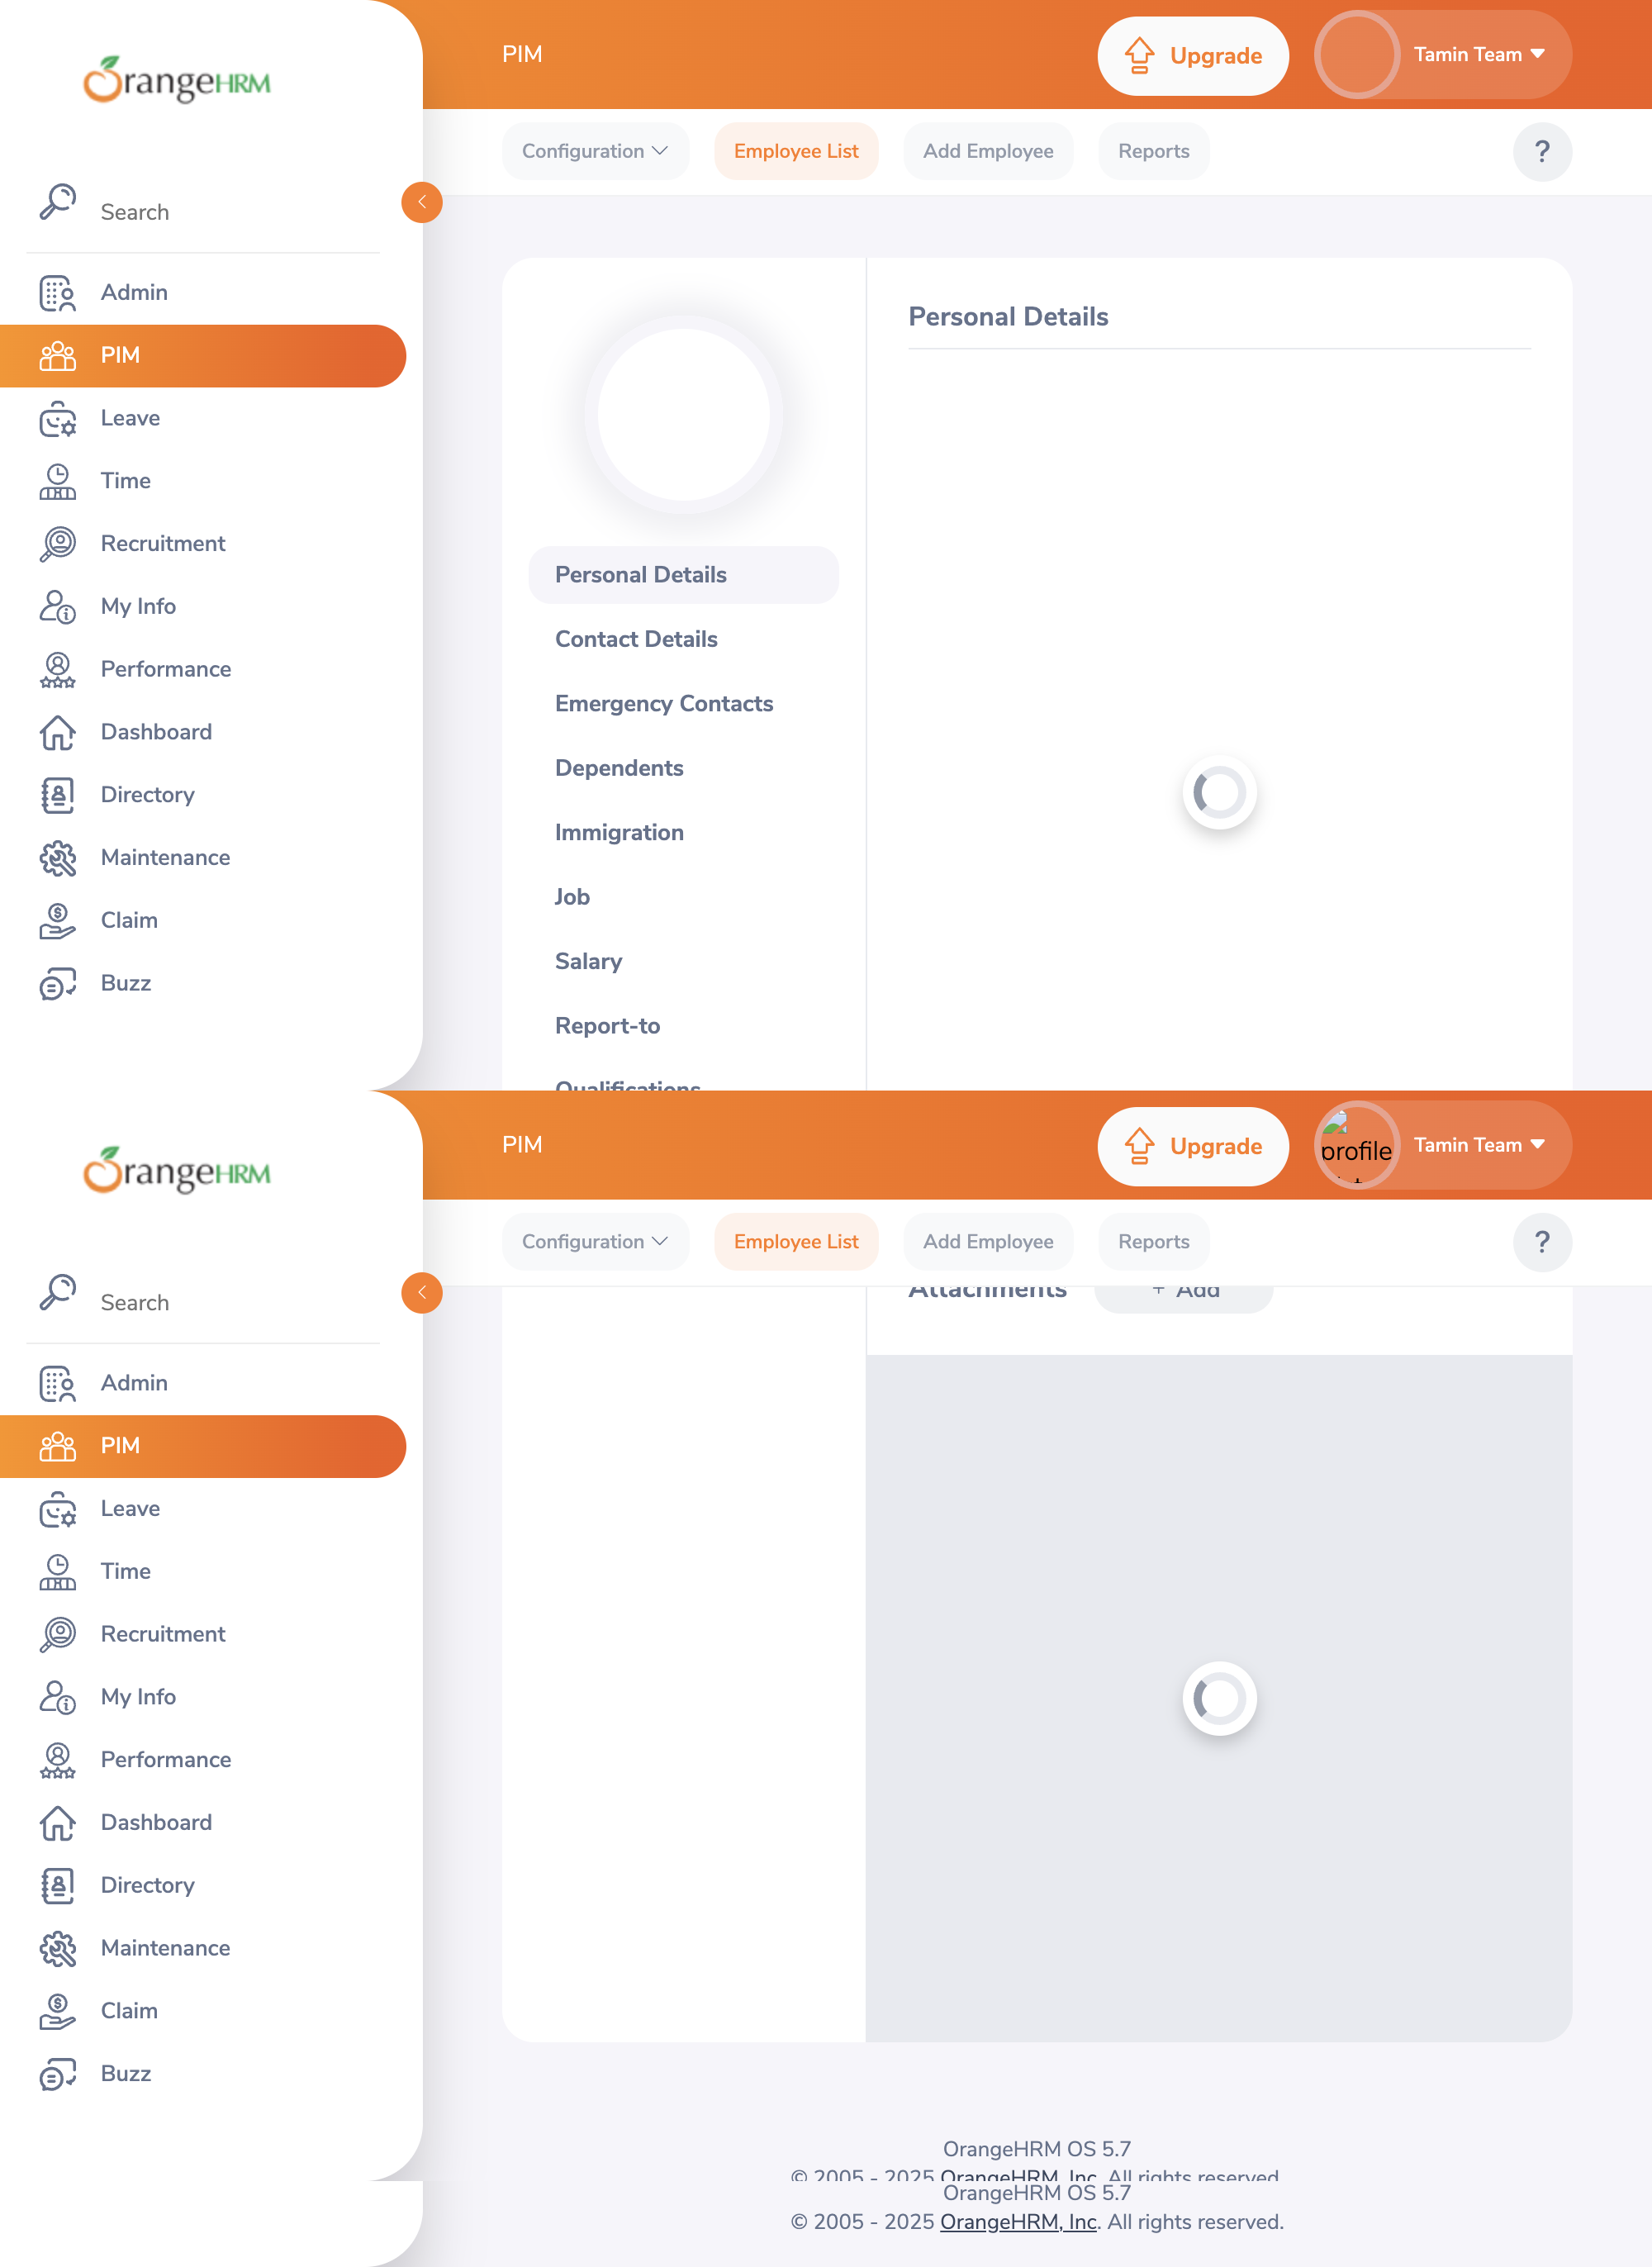 OrangeHRM
PIM
Upgrade
Tamin Team
Configuration
Employee List
Add Employee
Reports
?
Search
Admin
PIM
Leave
Time
Recruitment
My Info
Performance
Dashboard
Directory
Maintenance
Claim
Buzz
Personal Details
Contact Details
Emergency Contacts
Dependents
Immigration
Job
Salary
Report-to
Qualifications
Personal Details
OrangeHRM
PIM
Upgrade
profile
Tamin Team
Configuration
Employee List
Add Employee
Reports
?
Search
Admin
PIM
Leave
Time
Recruitment
My Info
Performance
Dashboard
Directory
Maintenance
Claim
Buzz
Attachments
+ Add
OrangeHRM OS 5.7
© 2005 - 2025 OrangeHRM, Inc. All rights reserved.
OrangeHRM OS 5.7
© 2005 - 2025 OrangeHRM, Inc. All rights reserved.